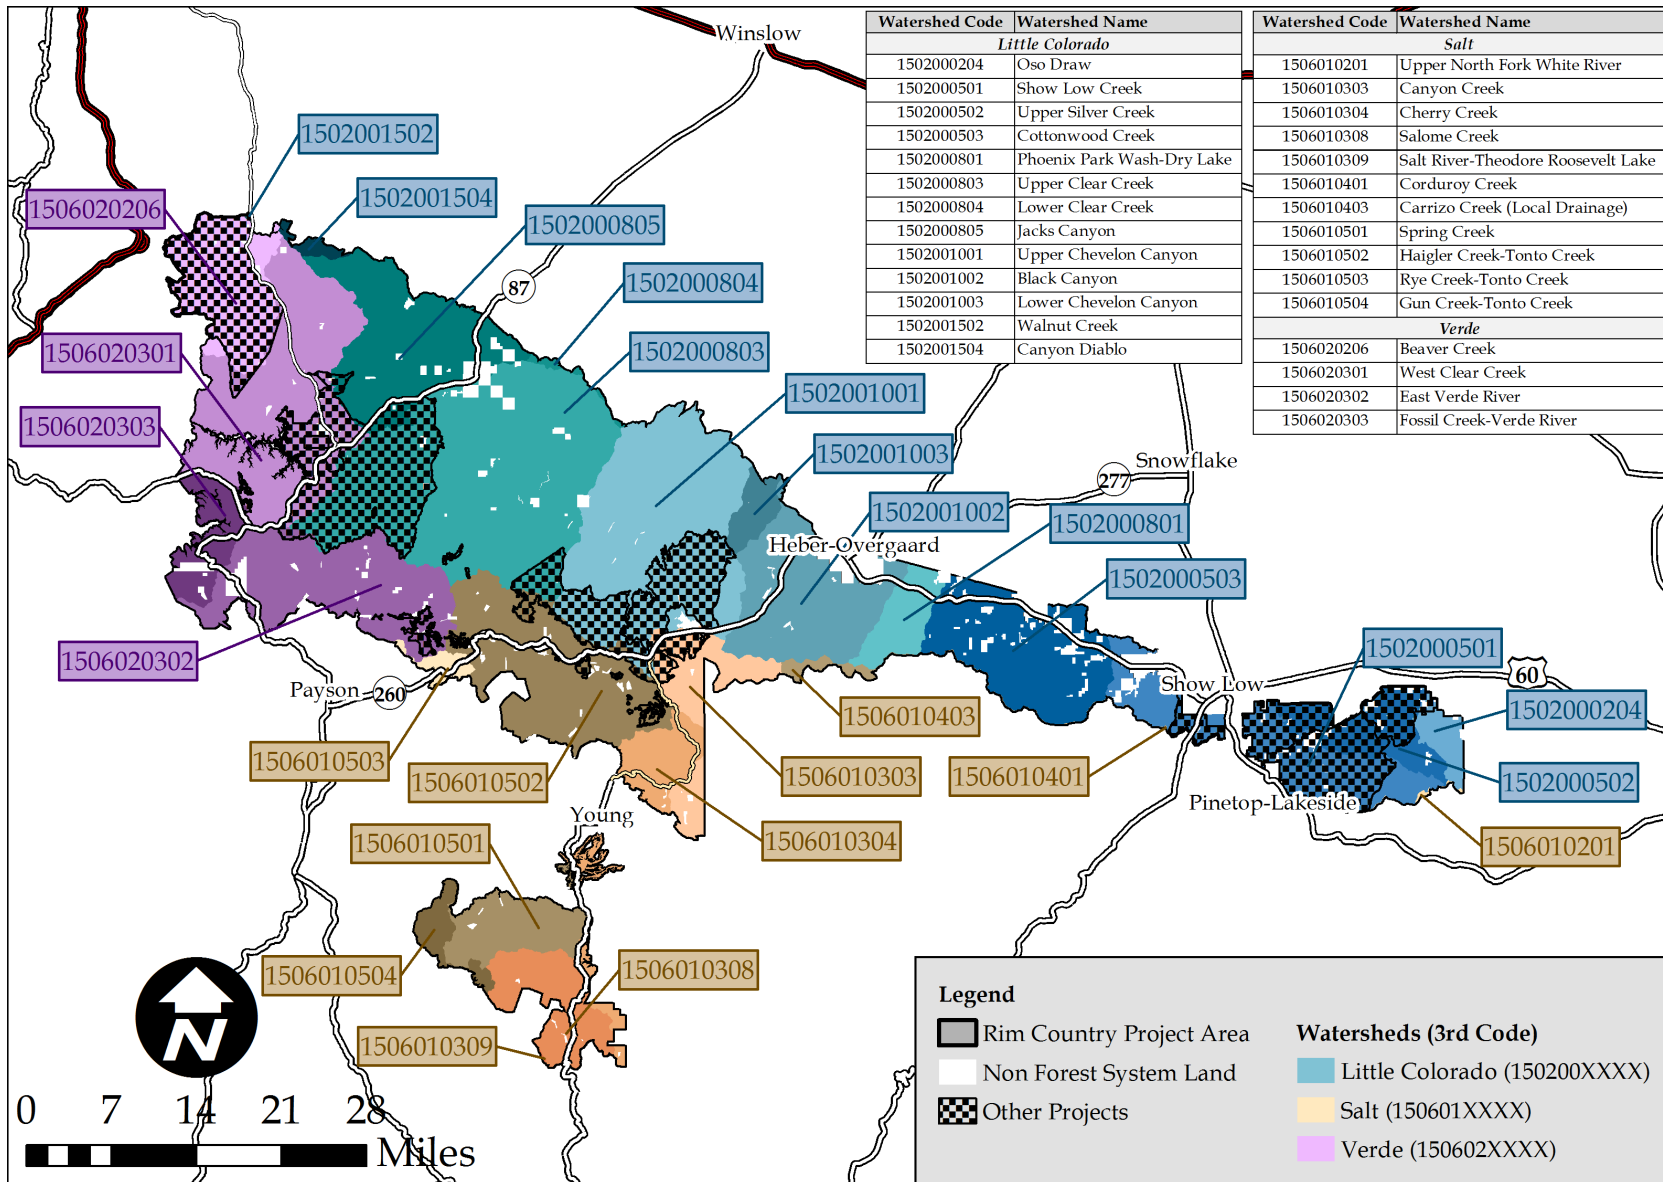 Winslow
Watershed Code Watershed Name
Little Colorado
1502000204 Oso Draw
1502000501 Show Low Creek
1502000502 Upper Silver Creek
1502000503 Cottonwood Creek
1502000801 Phoenix Park Wash-Dry Lake
1502000803 Upper Clear Creek
1502000804 Lower Clear Creek
1502000805 Jacks Canyon
1502001001 Upper Chevelon Canyon
1502001002 Black Canyon
1502001003 Lower Chevelon Canyon
1502001502 Walnut Creek
1502001504 Canyon Diablo
Watershed Code Watershed Name
Salt
1506010201 Upper North Fork White River
1506010303 Canyon Creek
1506010304 Cherry Creek
1506010308 Salome Creek
1506010309 Salt River-Theodore Roosevelt Lake
1506010401 Corduroy Creek
1506010403 Carrizo Creek (Local Drainage)
1506010501 Spring Creek
1506010502 Haigler Creek-Tonto Creek
1506010503 Rye Creek-Tonto Creek
1506010504 Gun Creek-Tonto Creek
Verde
1506020206 Beaver Creek
1506020301 West Clear Creek
1506020302 East Verde River
1506020303 Fossil Creek-Verde River
1502001502
1506020206
1502001504
1502000805
87
1502000804
1506020301
1502000803
1502001001
1506020303
1502001003
Snowflake
277
1502001002
1502000801
Heber-Overgaard
1502000503
1506020302
1502000501
60
Payson
260
Show Low
1506010403
1502000204
1506010503
1506010502
1506010303
1506010401
1502000502
Pinetop-Lakeside
Young
1506010501
1506010304
1506010201
1506010504
1506010308
1506010309
N
0 7 14 21 28
Miles
Legend
Rim Country Project Area
Non Forest System Land
Other Projects
Watersheds (3rd Code)
Little Colorado (150200XXXX)
Salt (150601XXXX)
Verde (150602XXXX)